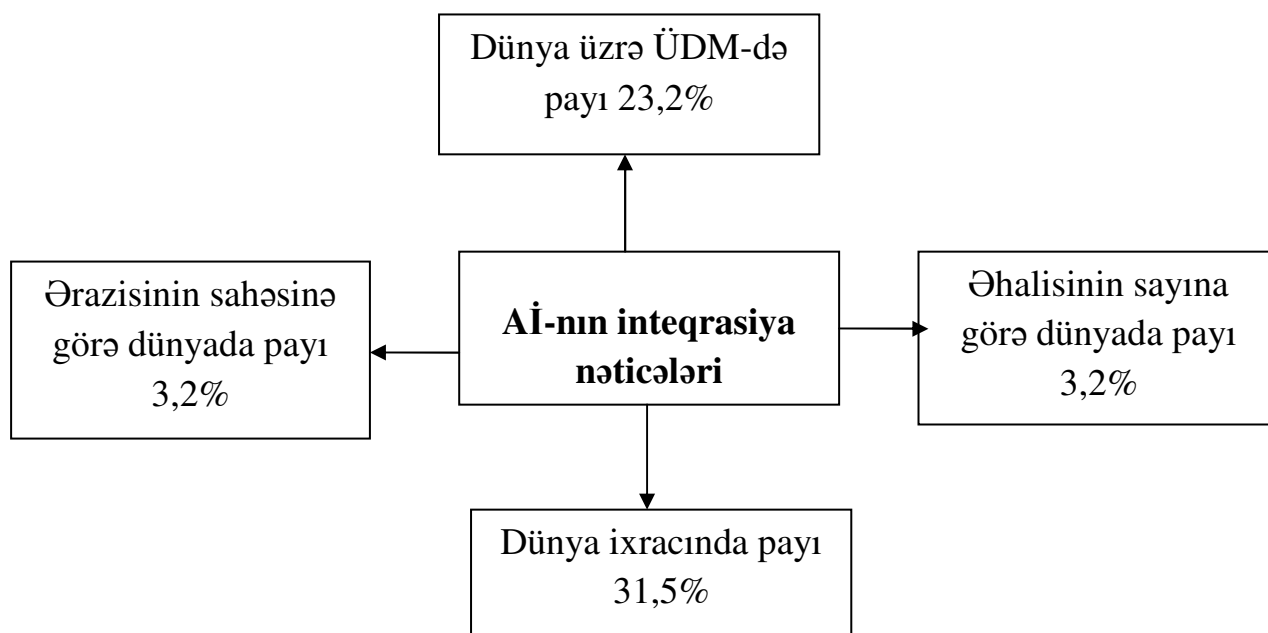 Dünya üzrə ÜDM-də
payı 23,2%
Ərazisinin sahəsinə
görə dünyada payı
3,2%
Aİ-nın inteqrasiya
nəticələri
Əhalisinin sayına
görə dünyada payı
3,2%
Dünya ixracında payı
31,5%